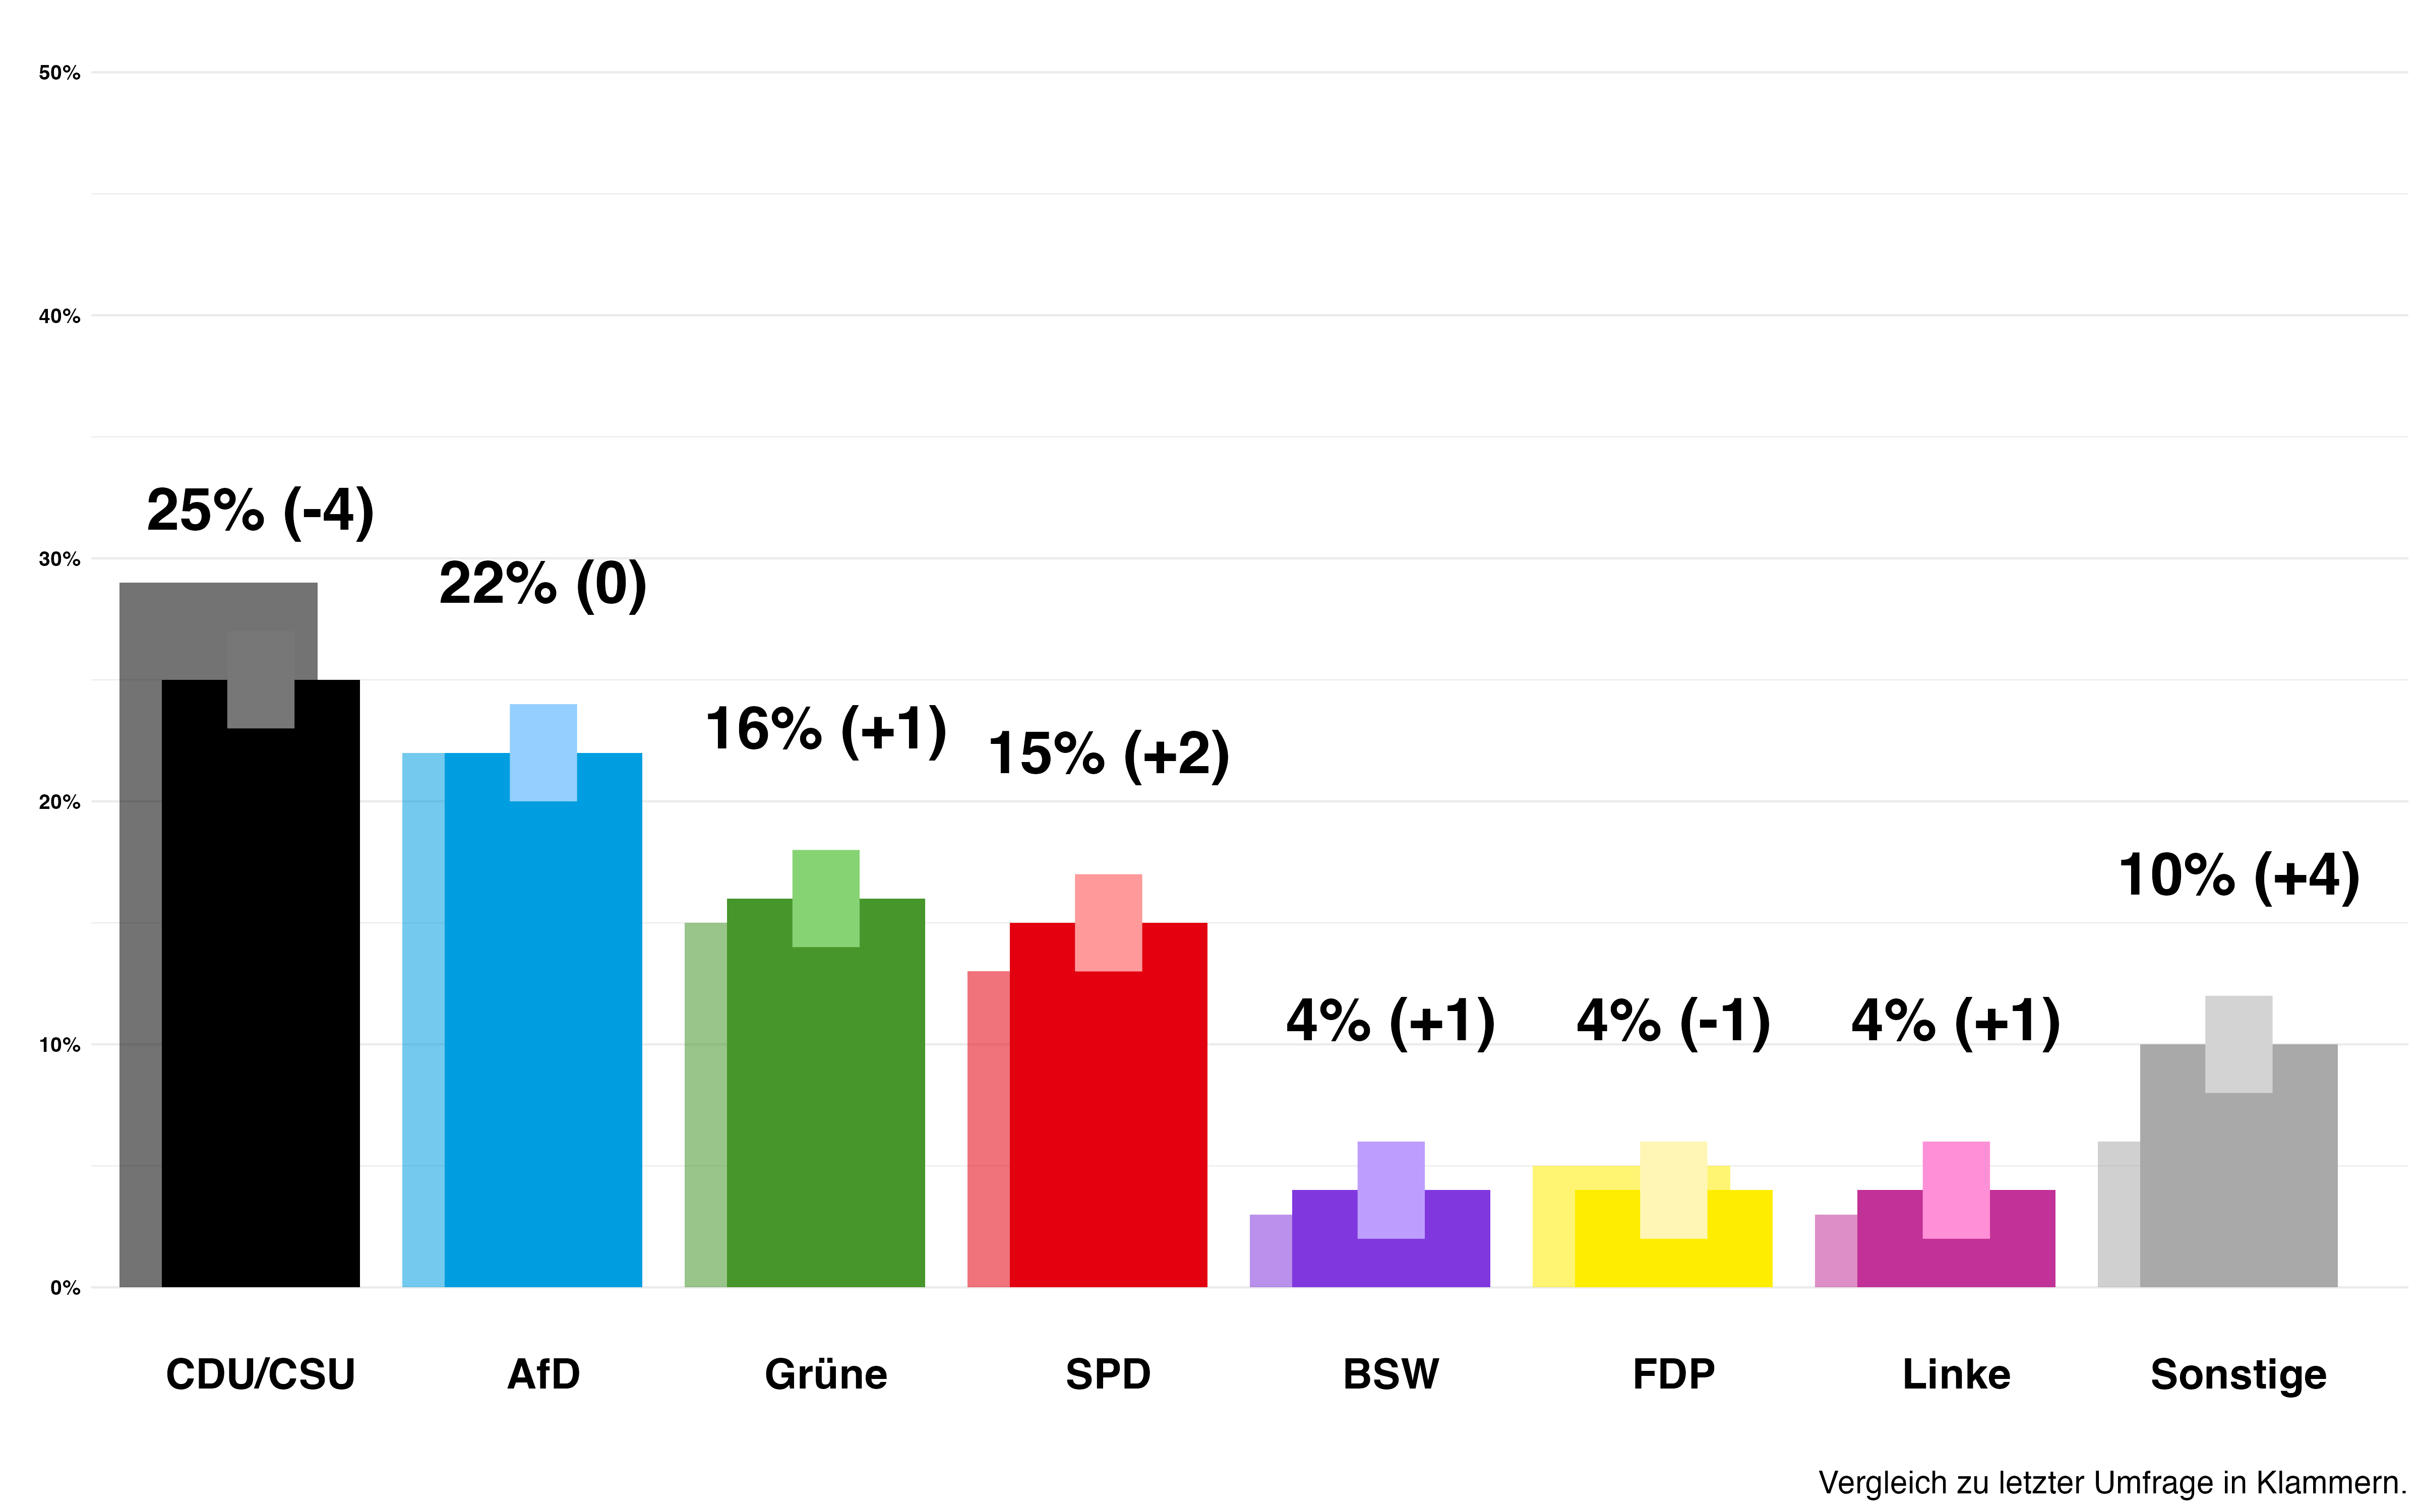 50%
40%
30%
20%
10%
0%
25% (-4)
22% (0)
16% (+1)
15% (+2)
4% (+1)
4% (-1)
4% (+1)
10% (+4)
CDU/CSU
AfD
Grüne
SPD
BSW
FDP
Linke
Sonstige
Vergleich zu letzter Umfrage in Klammern.